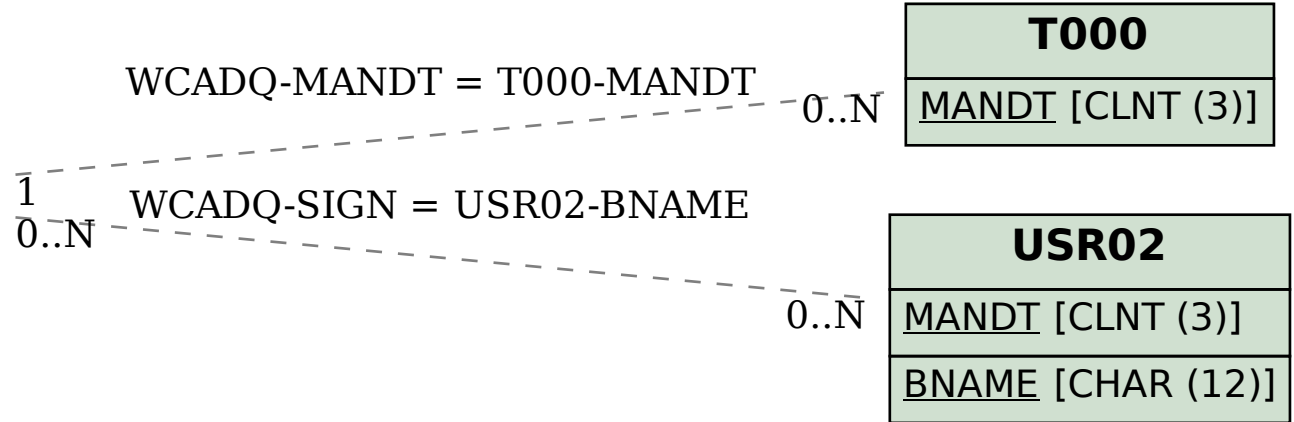 T000
WCADQ-MANDT = T000-MANDT
0..N
MANDT [CLNT (3)]
1
WCADQ-SIGN = USR02-BNAME
0..N
USR02
0..N
MANDT [CLNT (3)]
BNAME [CHAR (12)]